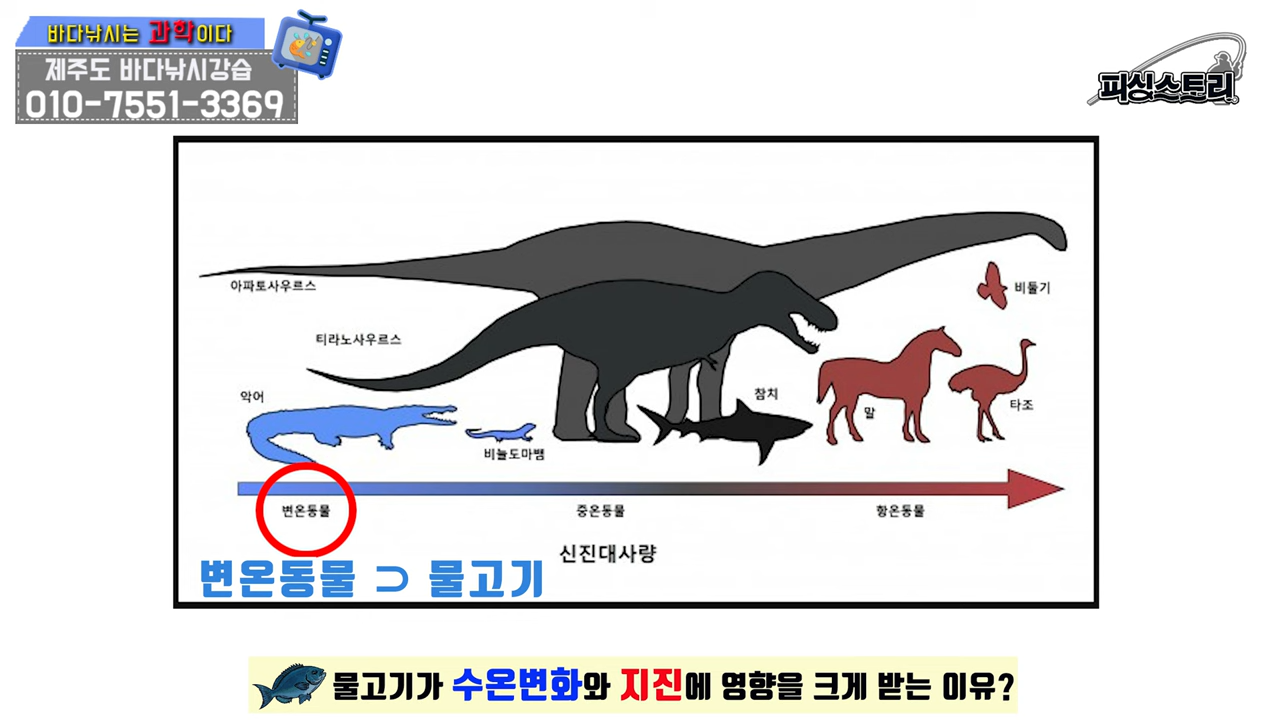 바다낚시는 과학이다
제주도 바다낚시강습
010-7551-3369
피싱스토리
아파토사우르스
비둘기
티라노사우르스
악어
참치
말
타조
비늘도마뱀
변온동물
중온동물
항온동물
신진대사량
변온동물 ⊃ 물고기
물고기가 수온변화와 지진에 영향을 크게 받는 이유?